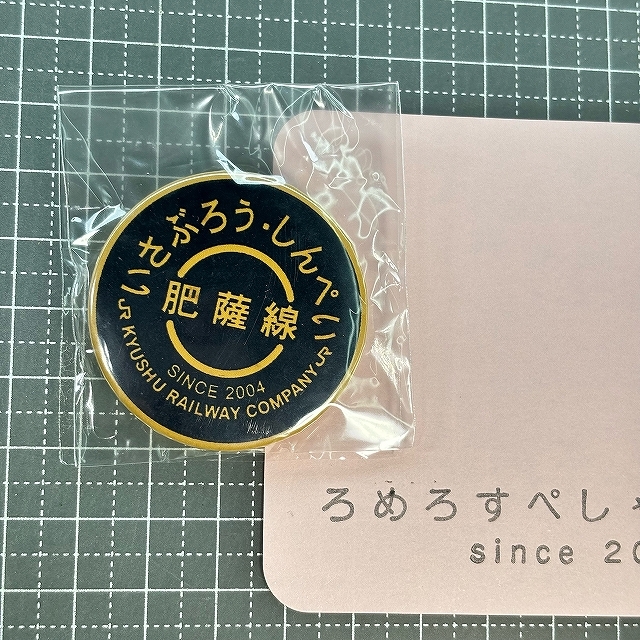 いさぶろう・しんぺい
肥薩線
SINCE 2004
JR KYUSHU RAILWAY COMPANY JR
ろめろすぺし
since 20